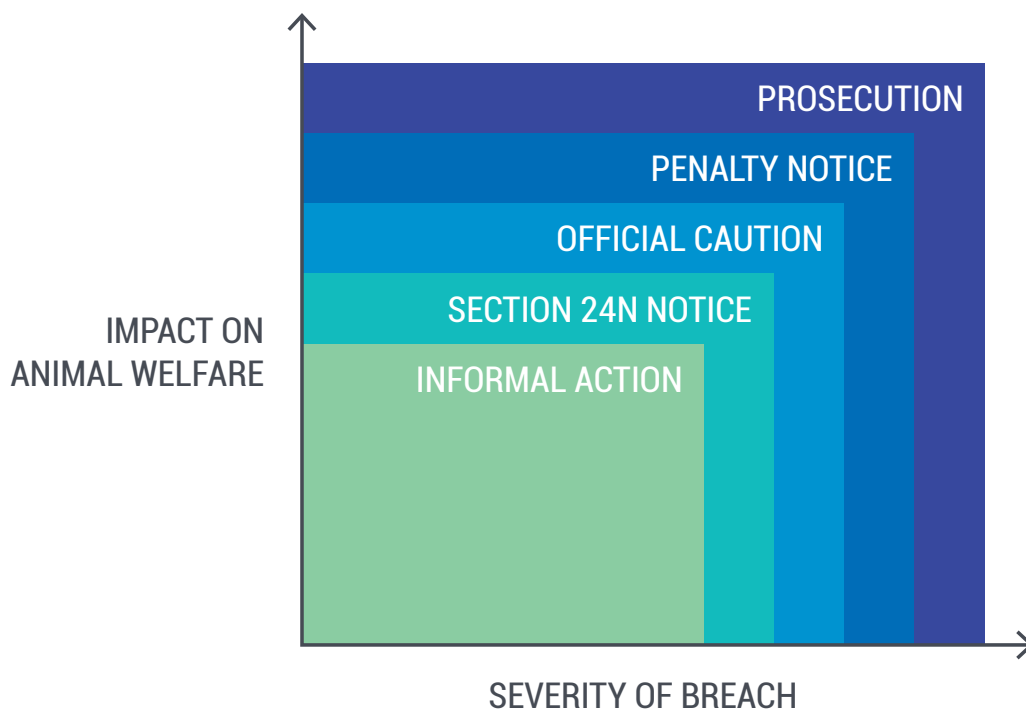 PROSECUTION
PENALTY NOTICE
OFFICIAL CAUTION
SECTION 24N NOTICE
IMPACT ON
ANIMAL WELFARE
INFORMAL ACTION
SEVERITY OF BREACH